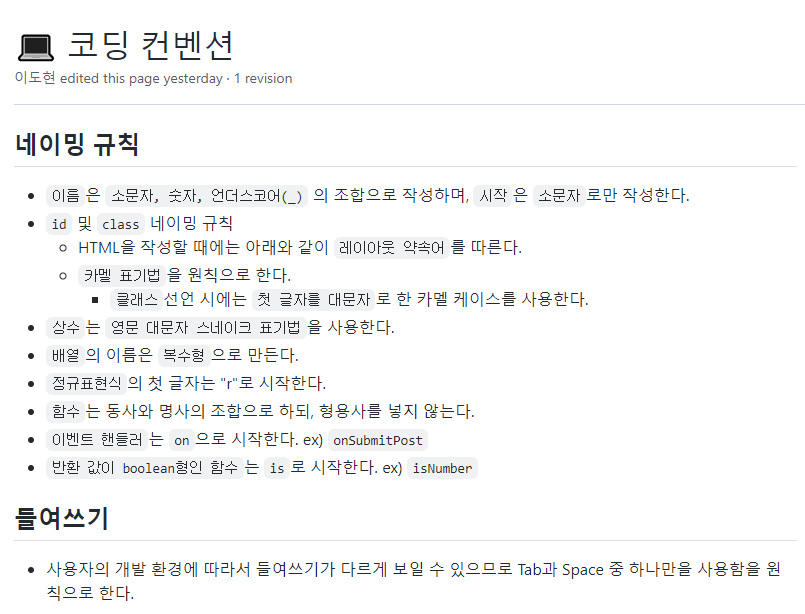 💻 코딩 컨벤션
이도현 edited this page yesterday · 1 revision
네이밍 규칙
• 이름 은 소문자, 숫자, 언더스코어(_) 의 조합으로 작성하며, 시작 은 소문자 로만 작성한다.
• id 및 class 네이밍 규칙
◦ HTML을 작성할 때에는 아래와 같이 레이아웃 약속어 를 따른다.
◦ 카멜 표기법 을 원칙으로 한다.
▪ 클래스 선언 시에는 첫 글자를 대문자 로 한 카멜 케이스를 사용한다.
• 상수 는 영문 대문자 스네이크 표기법 을 사용한다.
• 배열 의 이름은 복수형 으로 만든다.
• 정규표현식 의 첫 글자는 "r"로 시작한다.
• 함수 는 동사와 명사의 조합으로 하되, 형용사를 넣지 않는다.
• 이벤트 핸들러 는 on 으로 시작한다. ex) onSubmitPost
• 반환 값이 boolean형인 함수 는 is 로 시작한다. ex) isNumber
들여쓰기
• 사용자의 개발 환경에 따라서 들여쓰기가 다르게 보일 수 있으므로 Tab과 Space 중 하나만을 사용함을 원
칙으로 한다.